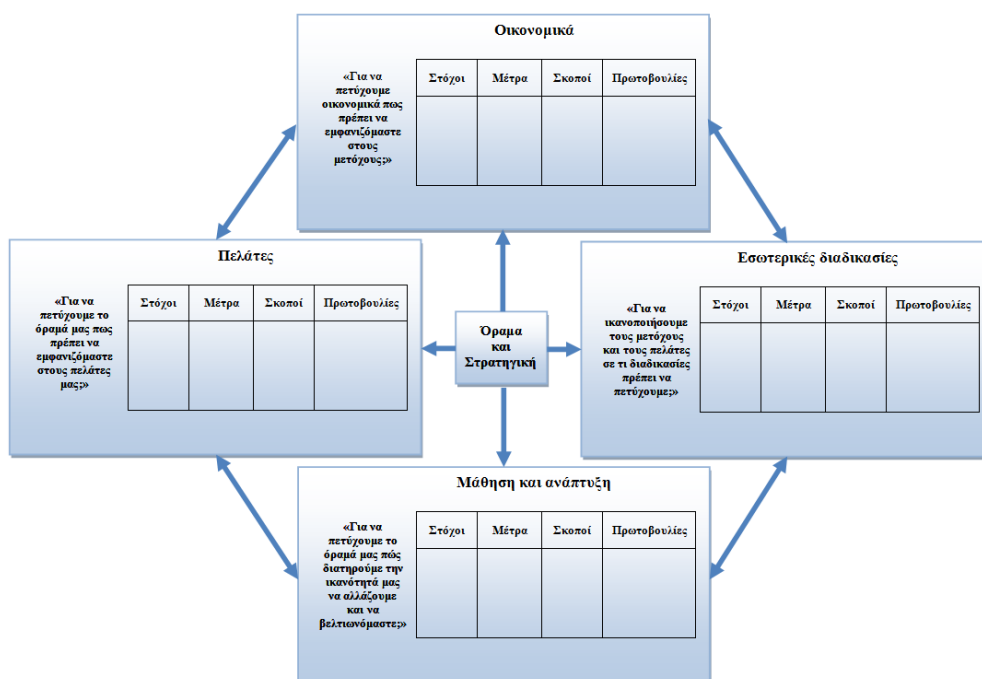 Οικονομικά
«Για να
πετύχουμε
οικονομικά πως
πρέπει να
εμφανιζόμαστε
στους
μετόχους;»
Στόχοι Μέτρα Σκοποί Πρωτοβουλίες
Πελάτες
«Για να
πετύχουμε το
όραμά μας πως
πρέπει να
εμφανιζόμαστε
στους πελάτες
μας;»
Στόχοι Μέτρα Σκοποί Πρωτοβουλίες
Όραμα
και
Στρατηγική
Εσωτερικές διαδικασίες
«Για να
ικανοποιήσουμε
τους μετόχους
και τους πελάτες
σε τι διαδικασίες
πρέπει να
πετύχουμε;»
Στόχοι Μέτρα Σκοποί Πρωτοβουλίες
Μάθηση και ανάπτυξη
«Για να
πετύχουμε το
όραμά μας πώς
διατηρούμε την
ικανότητά μας
να αλλάζουμε
και να
βελτιωνόμαστε;»
Στόχοι Μέτρα Σκοποί Πρωτοβουλίες